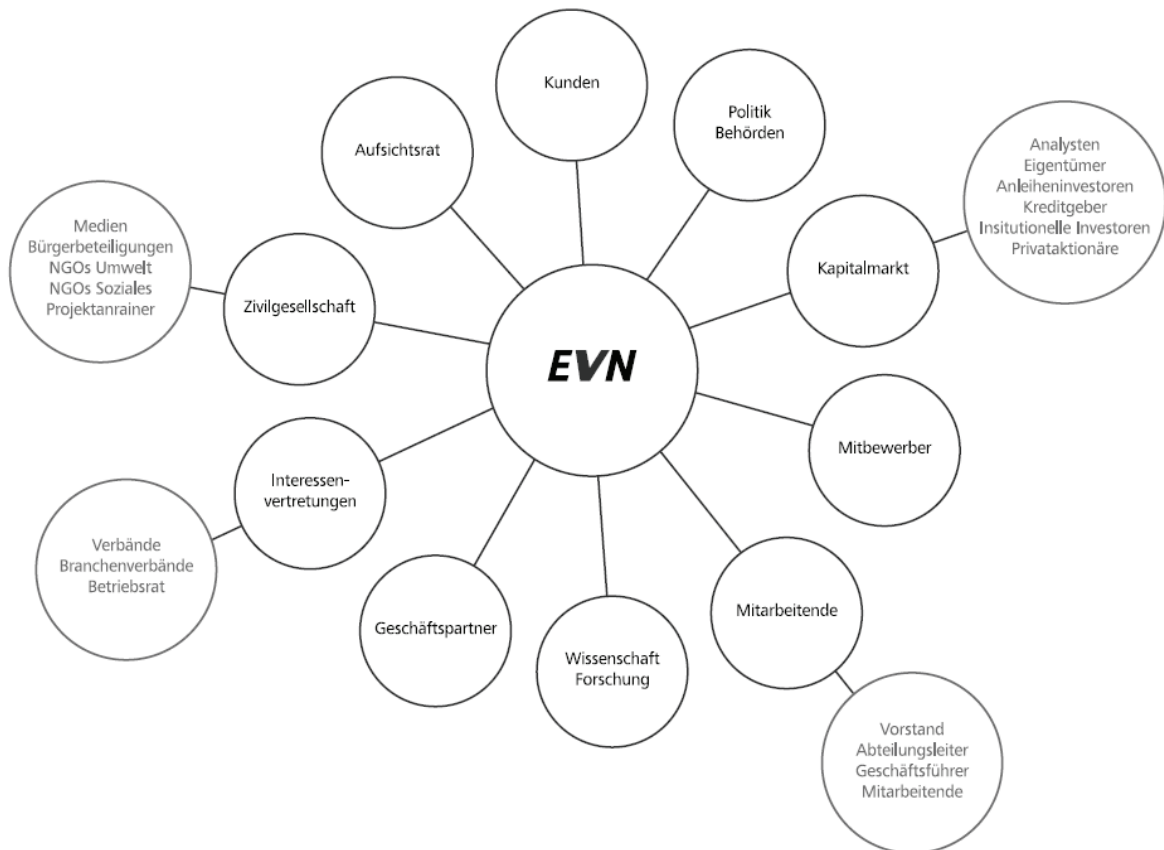 Kunden
Politik
Behörden
Aufsichtsrat
Analysten
Eigentümer
Anleiheninvestoren
Kreditgeber
Insitutionelle Investoren
Privataktionäre
Medien
Bürgerbeteiligungen
NGOs Umwelt
NGOs Soziales
Projektanrainer
Zivilgesellschaft
Kapitalmarkt
EVN
Mitbewerber
Interessen-
vertretungen
Verbände
Branchenverbände
Betriebsrat
Geschäftspartner
Wissenschaft
Forschung
Mitarbeitende
Vorstand
Abteilungsleiter
Geschäftsführer
Mitarbeitende